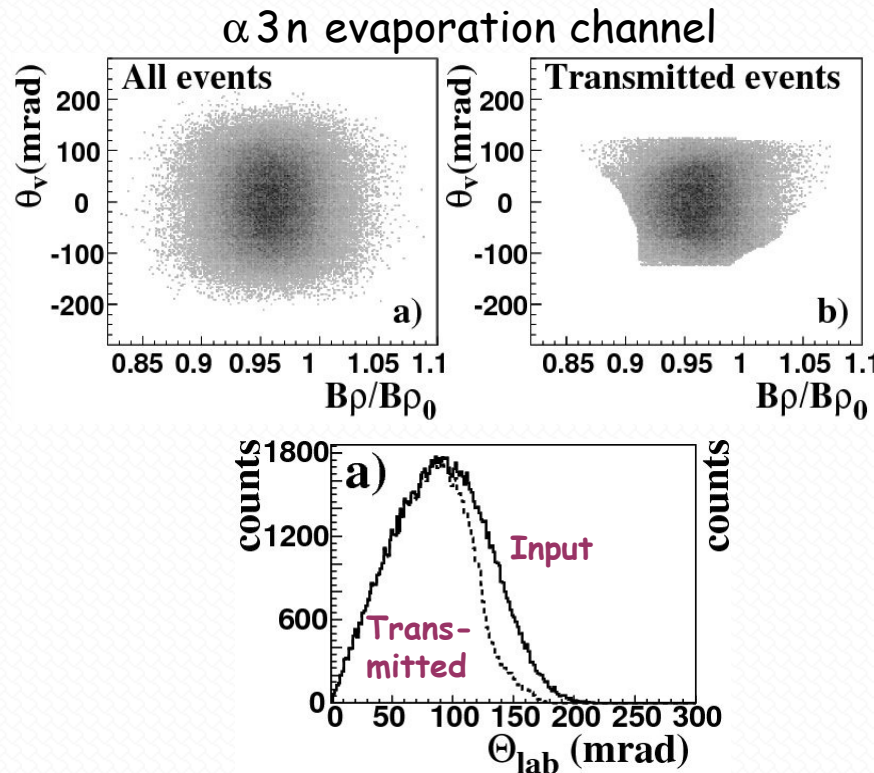 α3n evaporation channel
θv(mrad)
All events
200
100
0
-100
-200
a)
0.85 0.9 0.95 1 1.05 1.1
Bρ/Bρ0
θv(mrad)
Transmitted events
200
100
0
-100
-200
b)
0.85 0.9 0.95 1 1.05 1.1
Bρ/Bρ0
counts
1800
1200
600
0
a)
Input
Trans-
mitted
0 50 100 150 200 250 300
Θlab (mrad)
counts